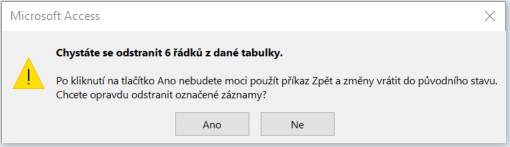 Microsoft Access
Chystáte se odstranit 6 řádků z dané tabulky.
Po kliknutí na tlačítko Ano nebudete moci použít příkaz Zpět a změny vrátit do původního stavu.
Chcete opravdu odstranit označené záznamy?
Ano
Ne